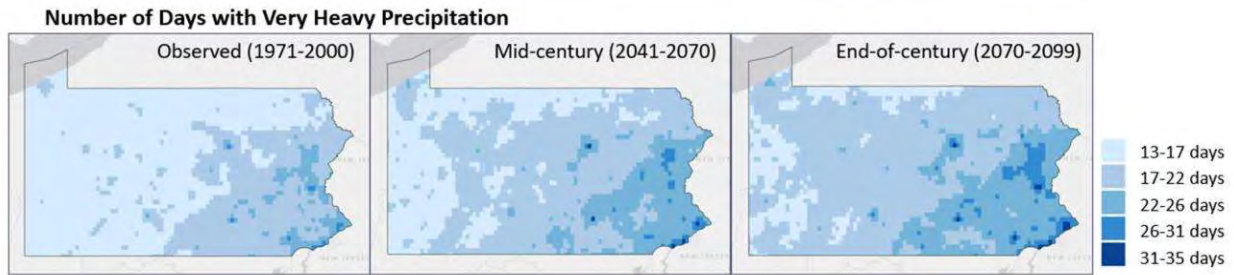 Number of Days with Very Heavy Precipitation
Observed (1971-2000)
Mid-century (2041-2070)
End-of-century (2070-2099)
13-17 days
17-22 days
22-26 days
26-31 days
31-35 days